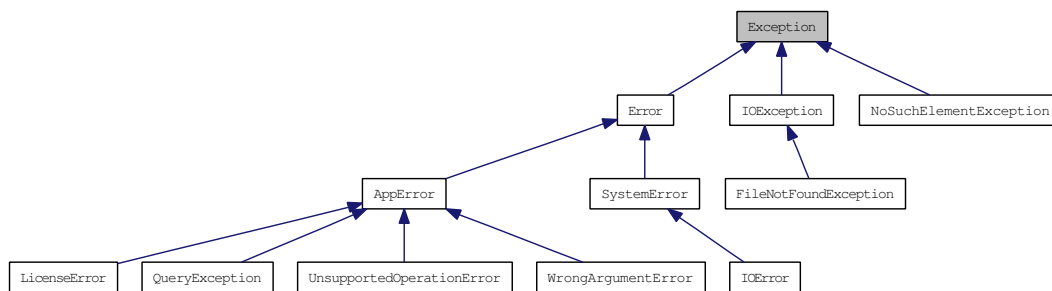 Exception
Error
IOException
NoSuchElementException
AppError
SystemError
FileNotFoundException
LicenseError
QueryException
UnsupportedOperationError
WrongArgumentError
IOError